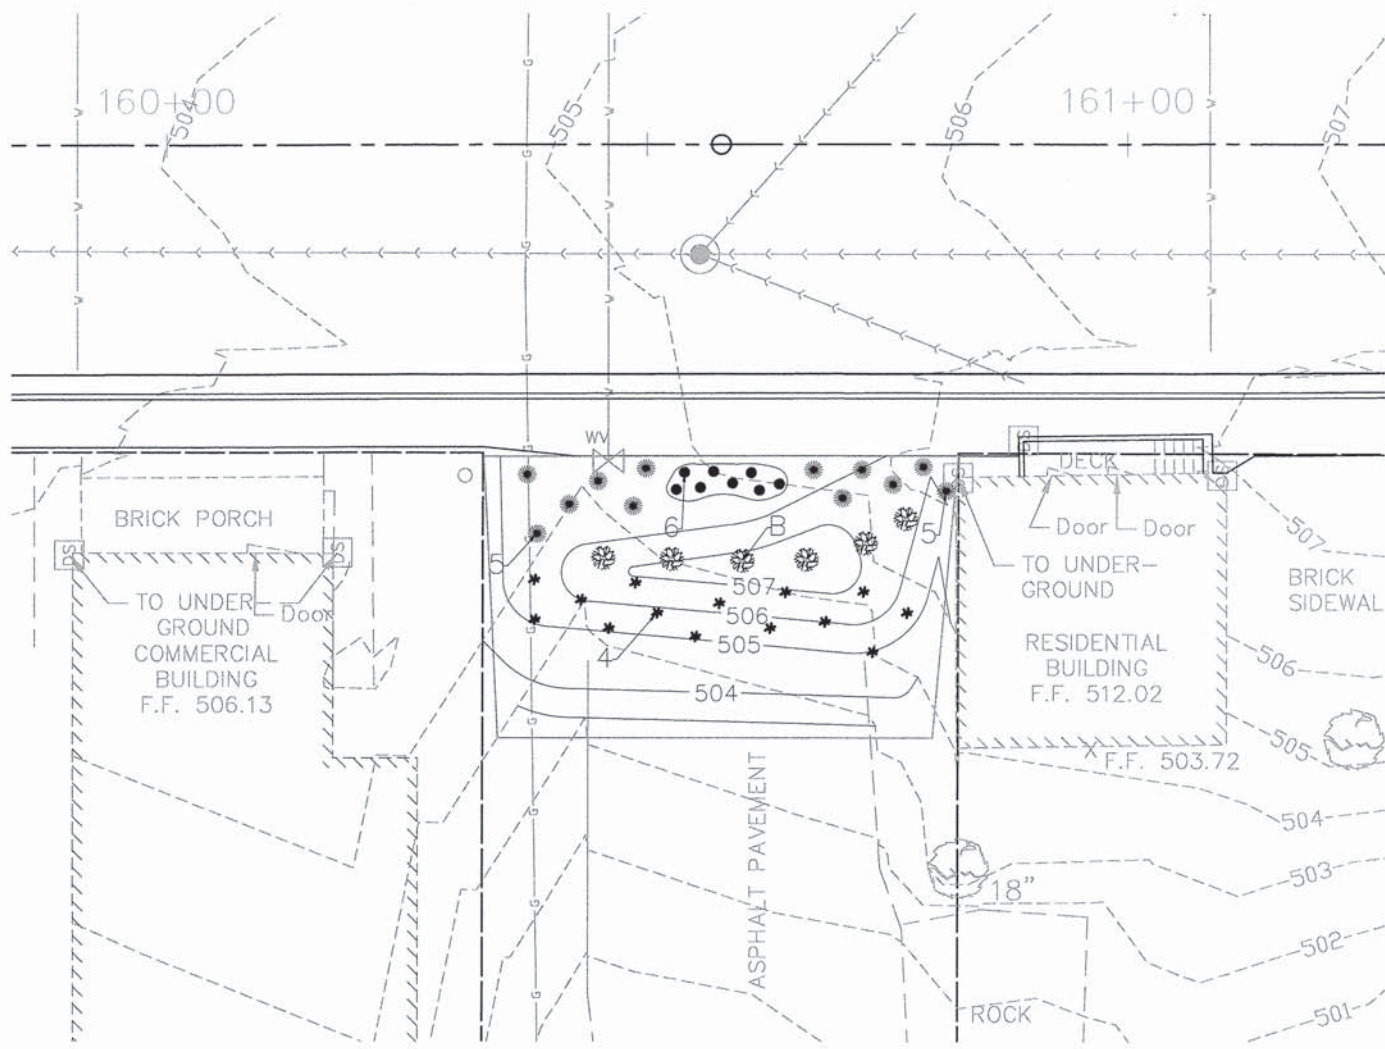 160+00
504
505
506
161+00
507
WV
DS
DECK
DS
BRICK PORCH
6
B
5
Door
Door
507
DS
DS
5
TO UNDER-
GROUND
BRICK
SIDEWAL
TO UNDER-
GROUND
Door
507
506
505
4
COMMERCIAL
BUILDING
F.F. 506.13
RESIDENTIAL
BUILDING
F.F. 512.02
506
504
505
F.F. 503.72
504
ASPHALT PAVEMENT
503
18"
502
ROCK
501